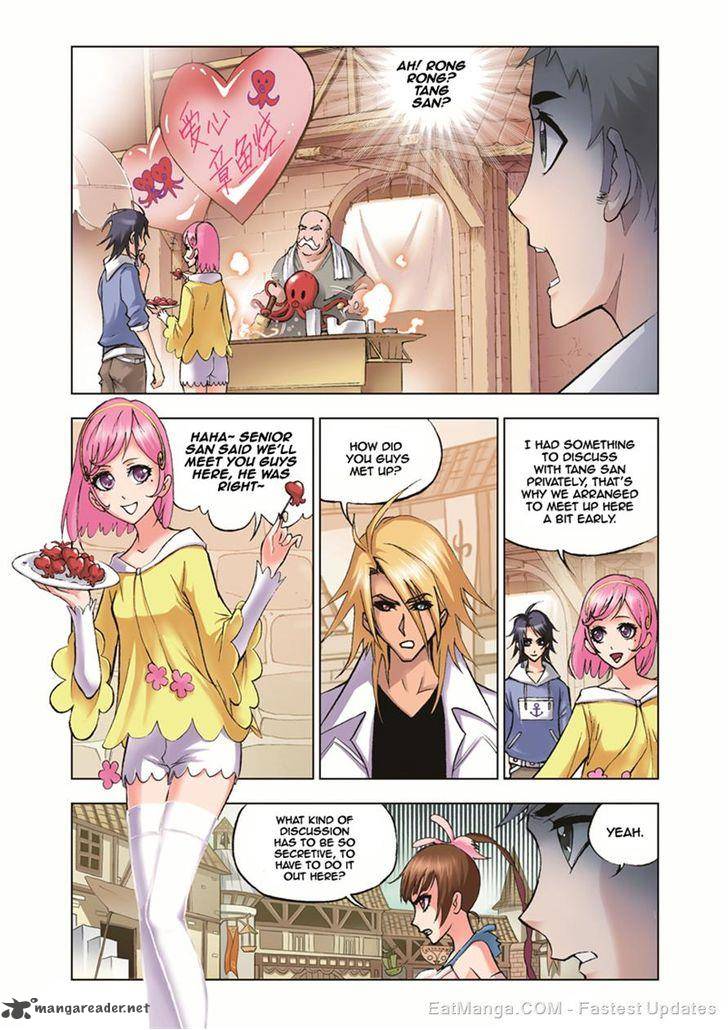 AH! RONG
RONG?
TANG
SAN?
爱心
章鱼烧
HAHA~ SENIOR
SAN SAID WE'LL
MEET YOU GUYS
HERE, HE WAS
RIGHT~
HOW DID
YOU GUYS
MET UP?
I HAD SOMETHING
TO DISCUSS
WITH TANG SAN
PRIVATELY, THAT'S
WHY WE ARRANGED
TO MEET UP HERE
A BIT EARLY.
WHAT KIND OF
DISCUSSION
HAS TO BE SO
SECRETIVE, TO
HAVE TO DO IT
OUT HERE?
YEAH.
mangareader.net
EatManga.COM - Fastest Updates